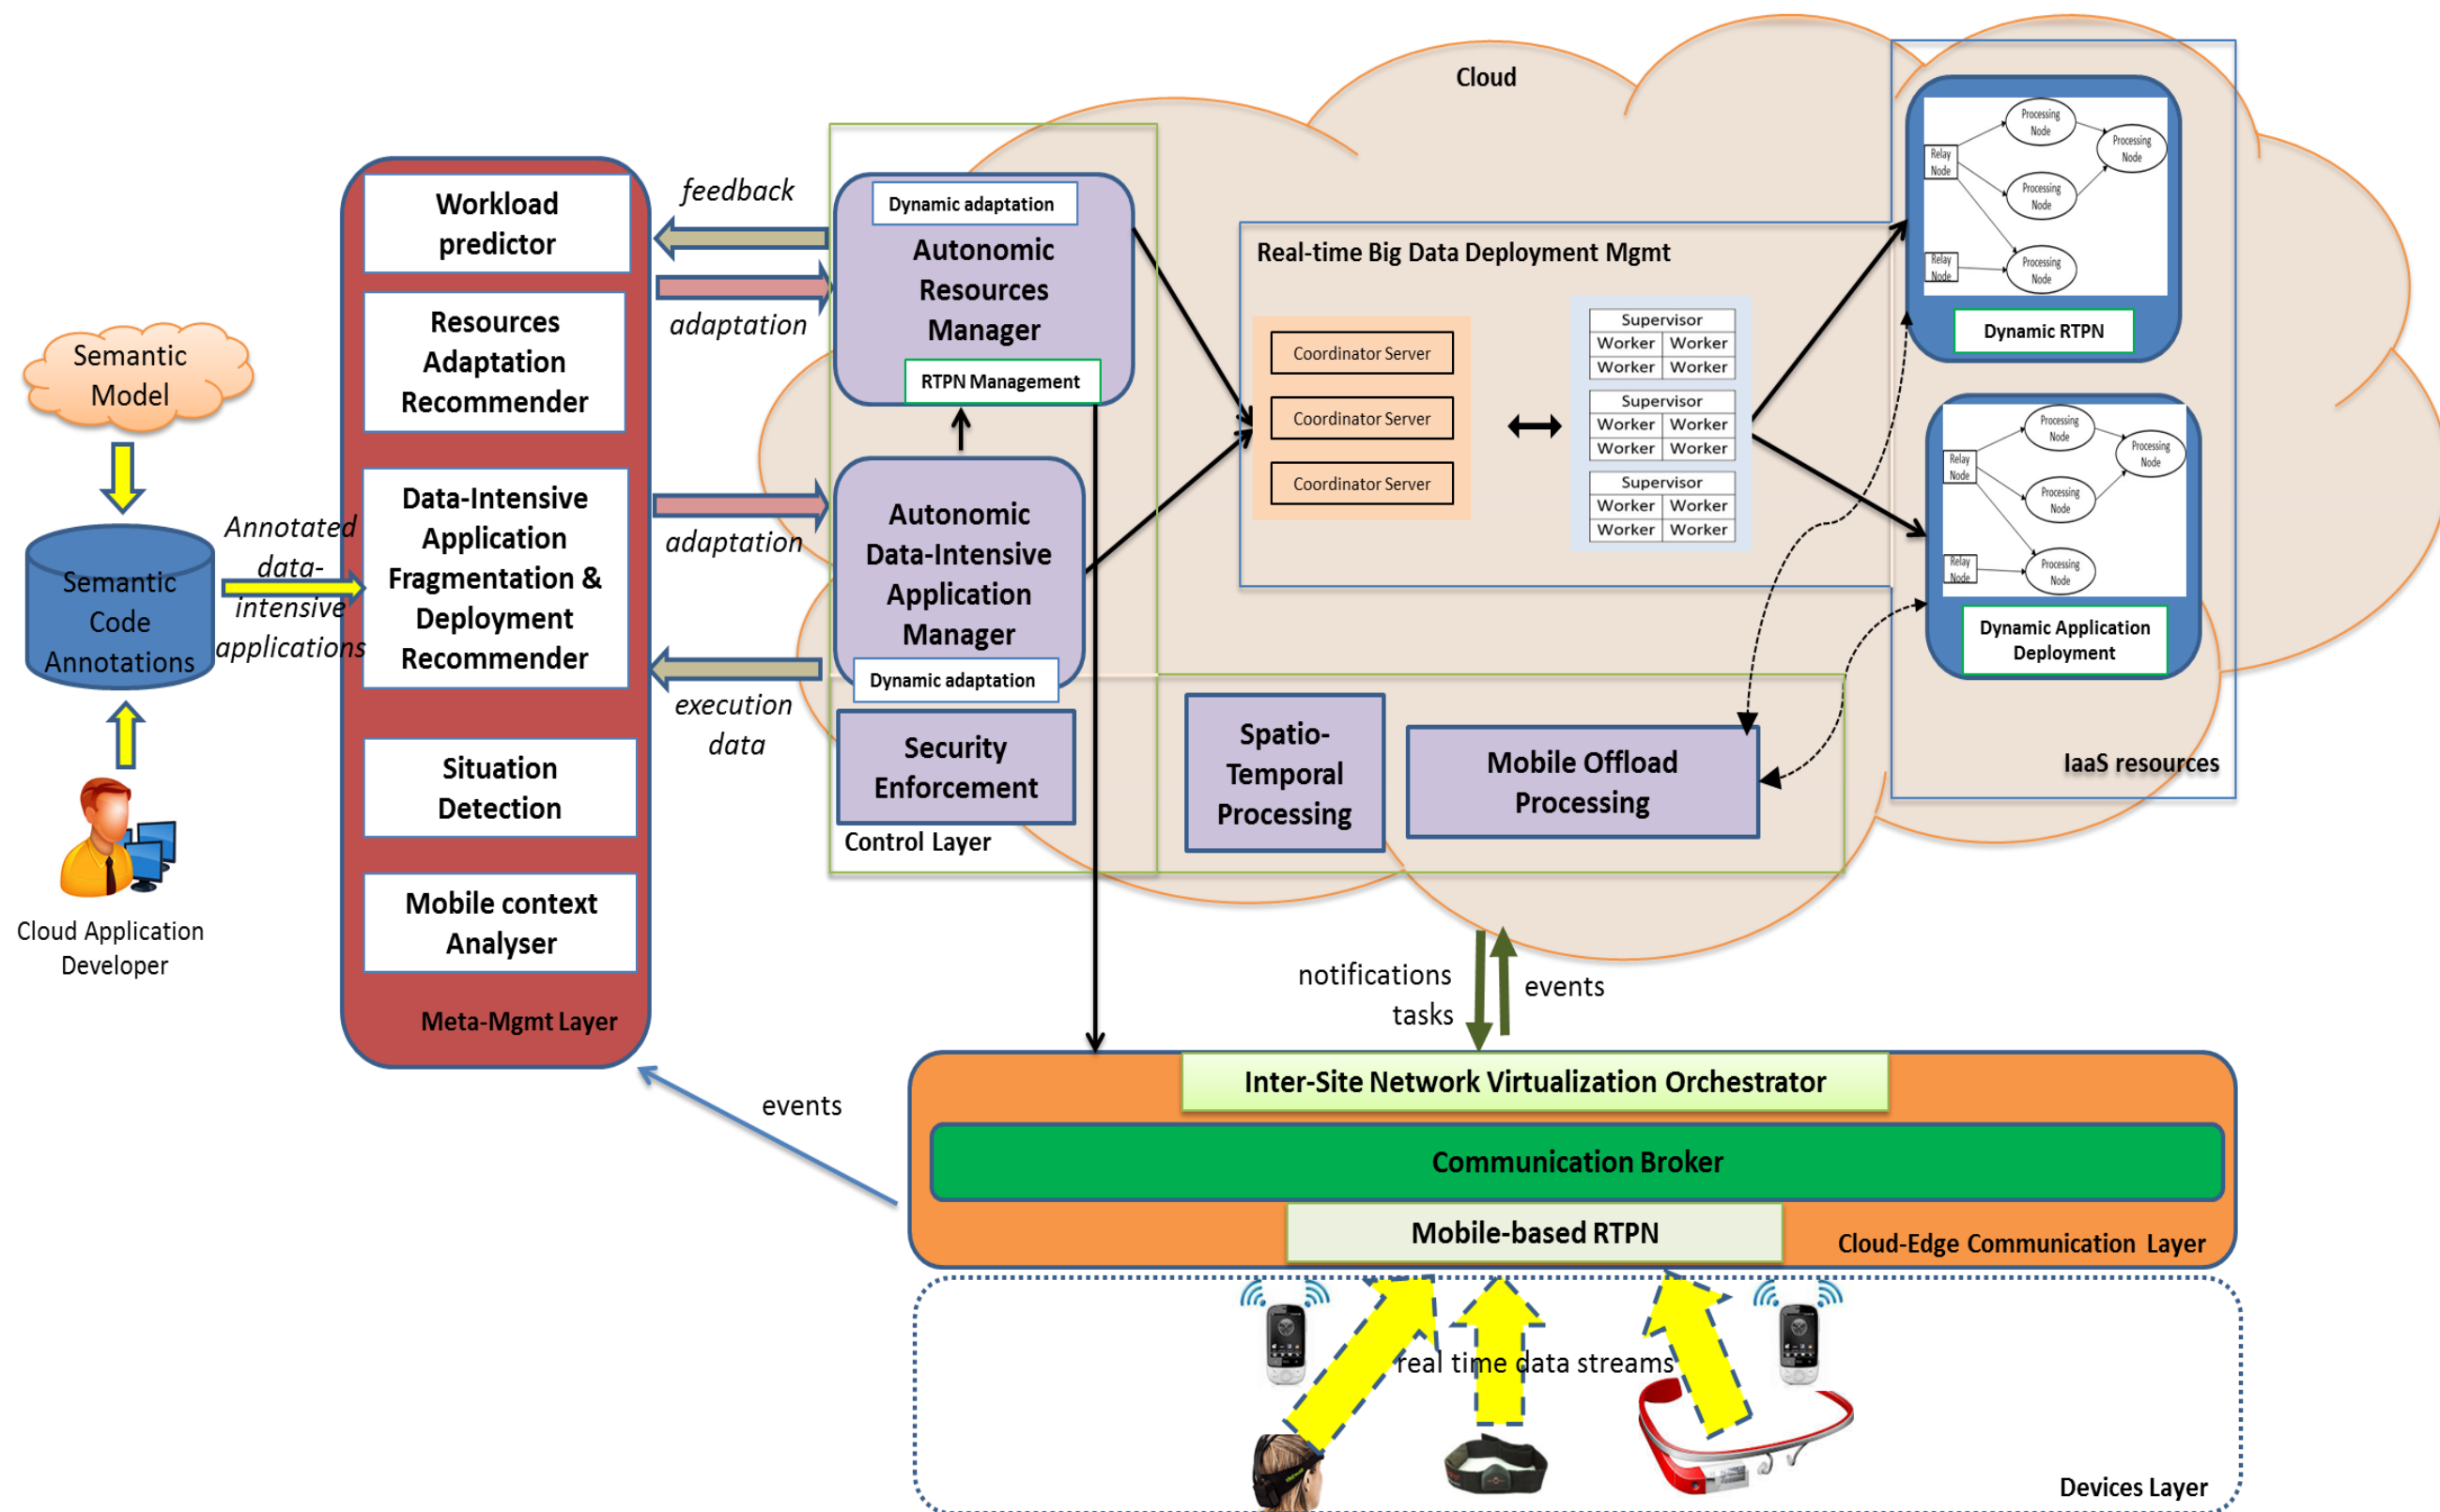 Cloud
Semantic
Model
Semantic
Code
Annotations
Cloud Application
Developer
Annotated
data-
intensive
applications
Workload
predictor
Resources
Adaptation
Recommender
Data-Intensive
Application
Fragmentation &
Deployment
Recommender
Situation
Detection
Mobile context
Analyser
Meta-Mgmt Layer
feedback
adaptation
adaptation
execution
data
Dynamic adaptation
Autonomic
Resources
Manager
RTPN Management
Autonomic
Data-Intensive
Application
Manager
Dynamic adaptation
Security
Enforcement
Control Layer
Spatio-
Temporal
Processing
Mobile Offload
Processing
Real-time Big Data Deployment Mgmt
Coordinator Server
Coordinator Server
Coordinator Server
Supervisor
Worker Worker
Worker Worker
Supervisor
Worker Worker
Worker Worker
Supervisor
Worker Worker
Worker Worker
Processing
Node
Processing
Node
Relay
Node
Processing
Node
Relay
Node
Processing
Node
Dynamic RTPN
Processing
Node
Processing
Node
Relay
Node
Processing
Node
Relay
Node
Processing
Node
Dynamic Application
Deployment
IaaS resources
notifications
tasks
events
events
Inter-Site Network Virtualization Orchestrator
Communication Broker
Mobile-based RTPN
Cloud-Edge Communication Layer
real time data streams
Devices Layer